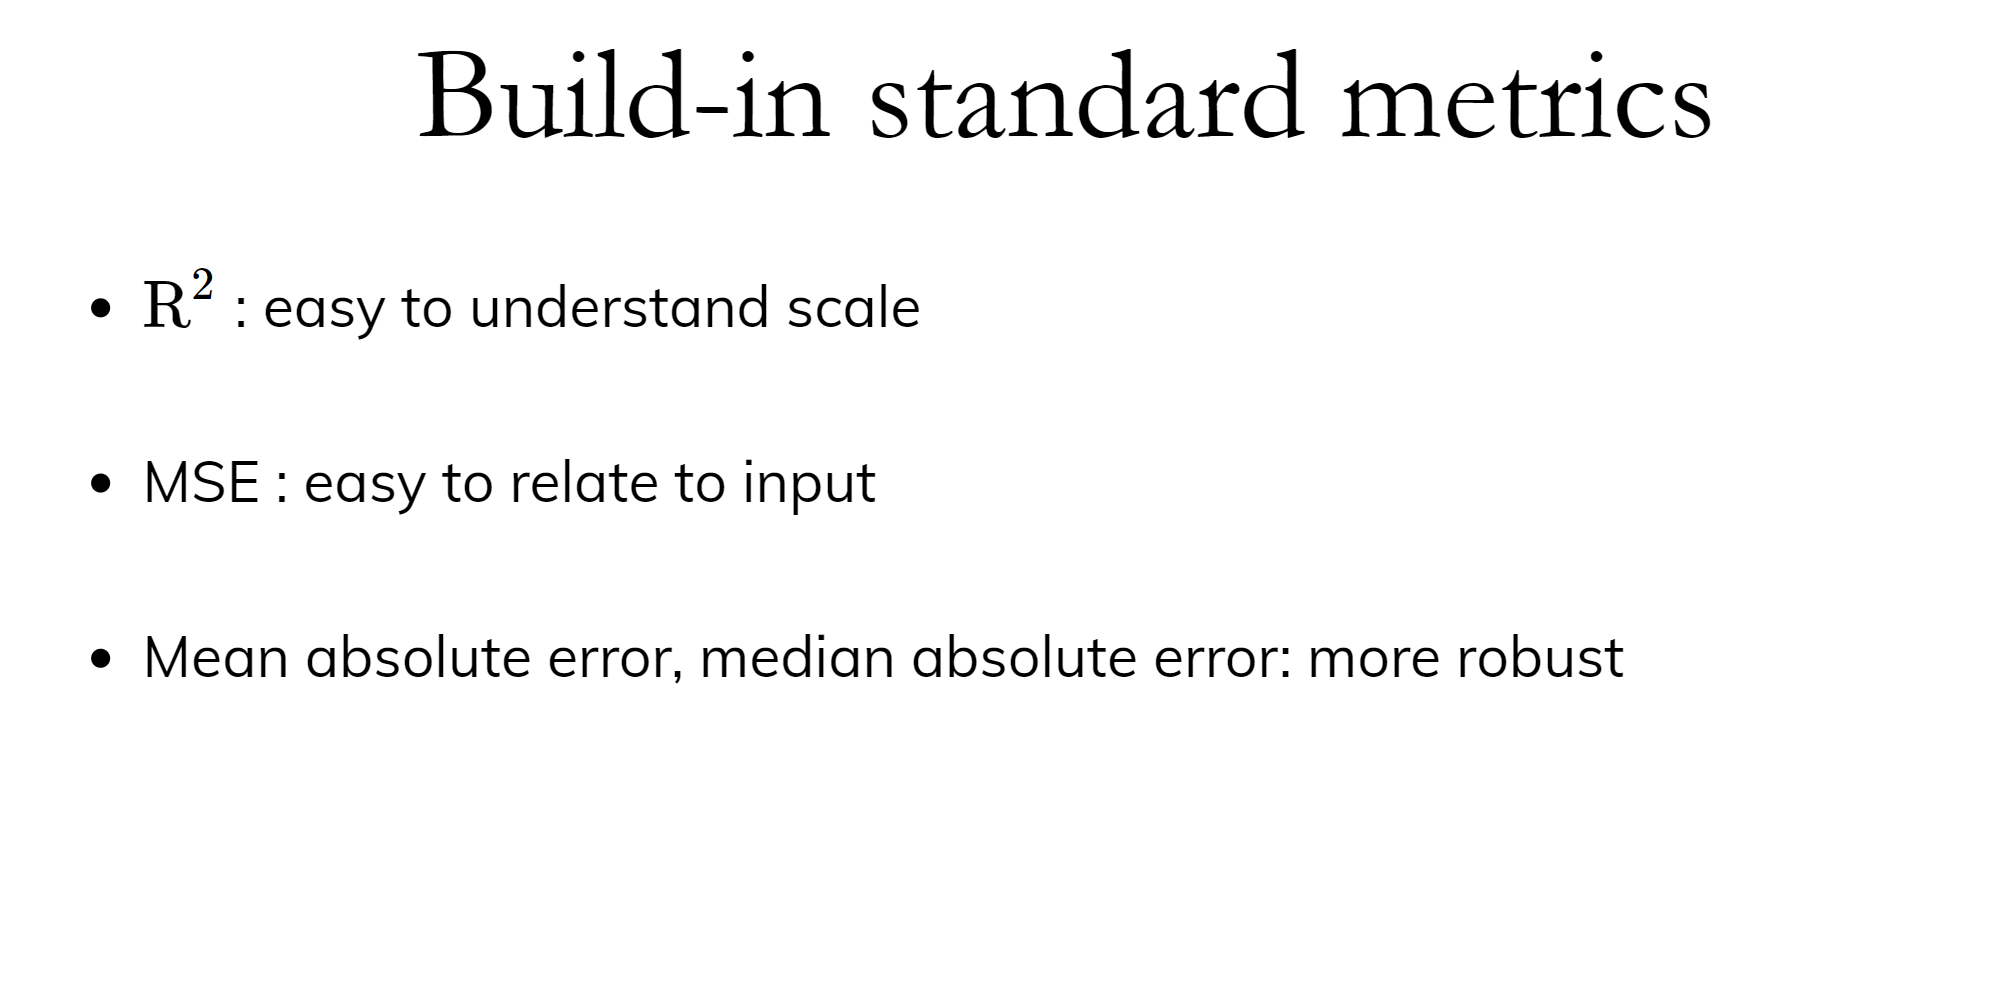 Build-in standard metrics
• R² : easy to understand scale
• MSE : easy to relate to input
• Mean absolute error, median absolute error: more robust